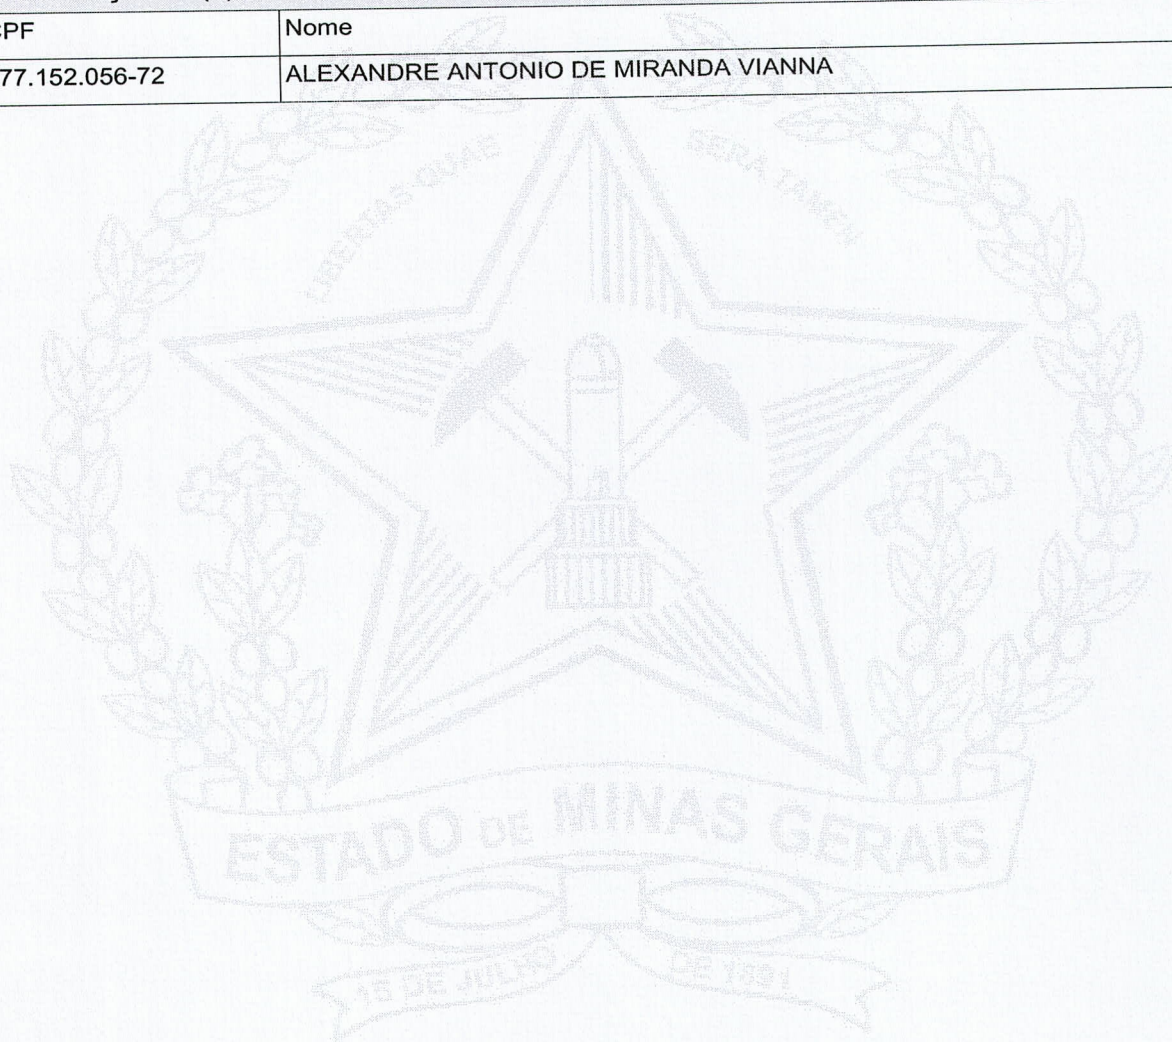 CPF Nome
77.152.056-72 ALEXANDRE ANTONIO DE MIRANDA VIANNA
LIBERTAS QUAE SERA TAMEN
ESTADO DE MINAS GERAIS
15 DE JULHO DE 1891